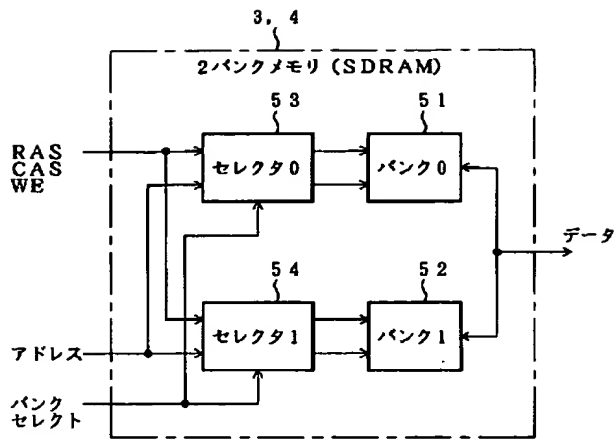 3, 4
2バンクメモリ (SDRAM)
53
51
RAS
CAS
WE
セレクタ0
バンク0
データ
54
52
アドレス
セレクタ1
バンク1
バンク
セレクト